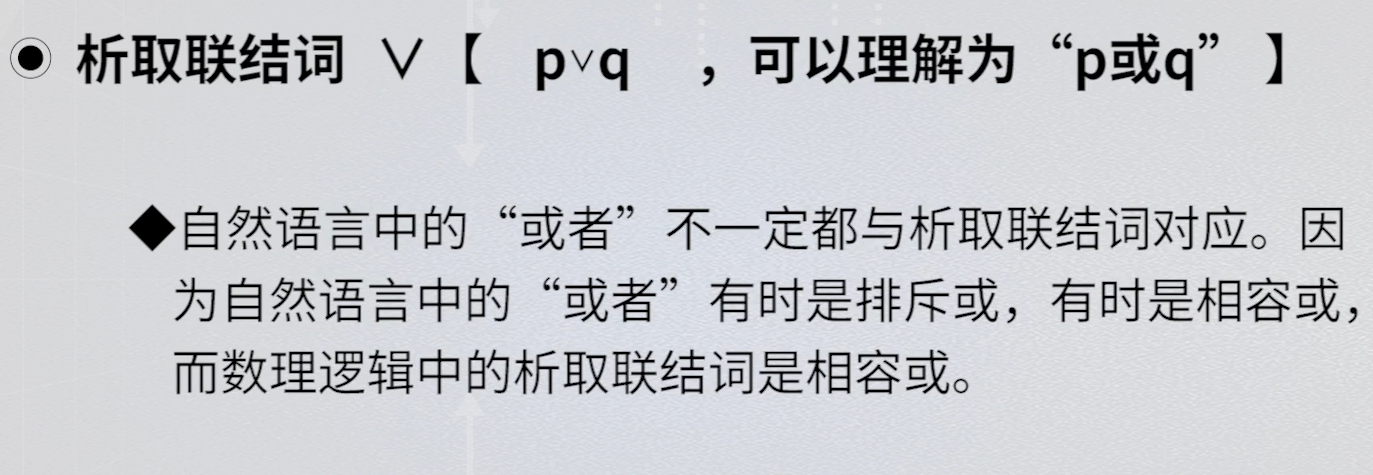 析取联结词 ∨【 p∨q ，可以理解为“p或q” 】
◆自然语言中的“或者”不一定都与析取联结词对应。因
为自然语言中的“或者”有时是排斥或，有时是相容或，
而数理逻辑中的析取联结词是相容或。